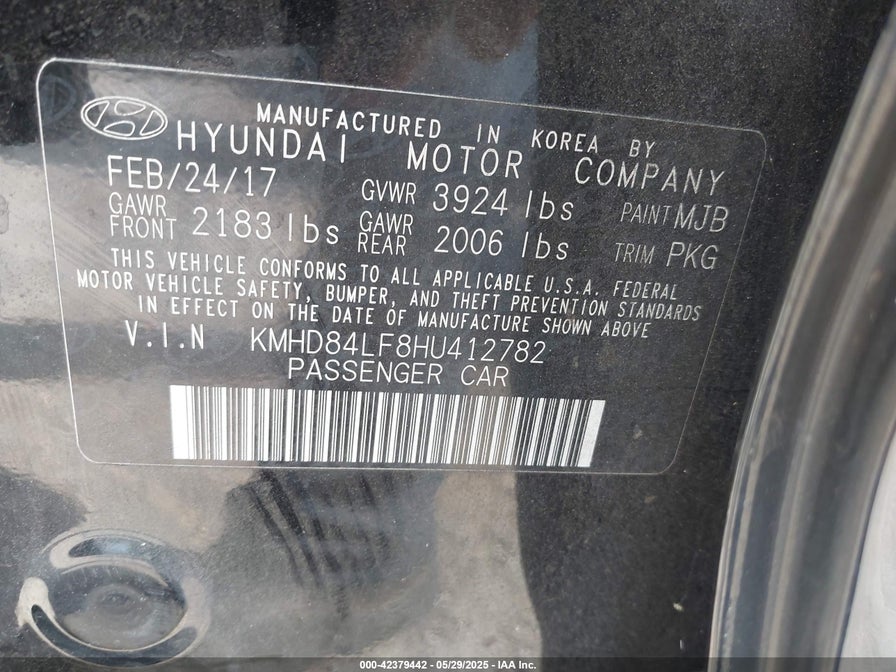 MANUFACTURED IN KOREA BY
HYUNDAI MOTOR COMPANY
FEB/24/17 GVWR 3924 lbs PAINT MJB
GAWR FRONT 2183 lbs GAWR REAR 2006 lbs TRIM PKG
THIS VEHICLE CONFORMS TO ALL APPLICABLE U.S.A. FEDERAL
MOTOR VEHICLE SAFETY, BUMPER, AND THEFT PREVENTION STANDARDS
IN EFFECT ON THE DATE OF MANUFACTURE SHOWN ABOVE
V.I.N KMHD84LF8HU412782
PASSENGER CAR
000-42379442 - 05/29/2025 - IAA Inc.